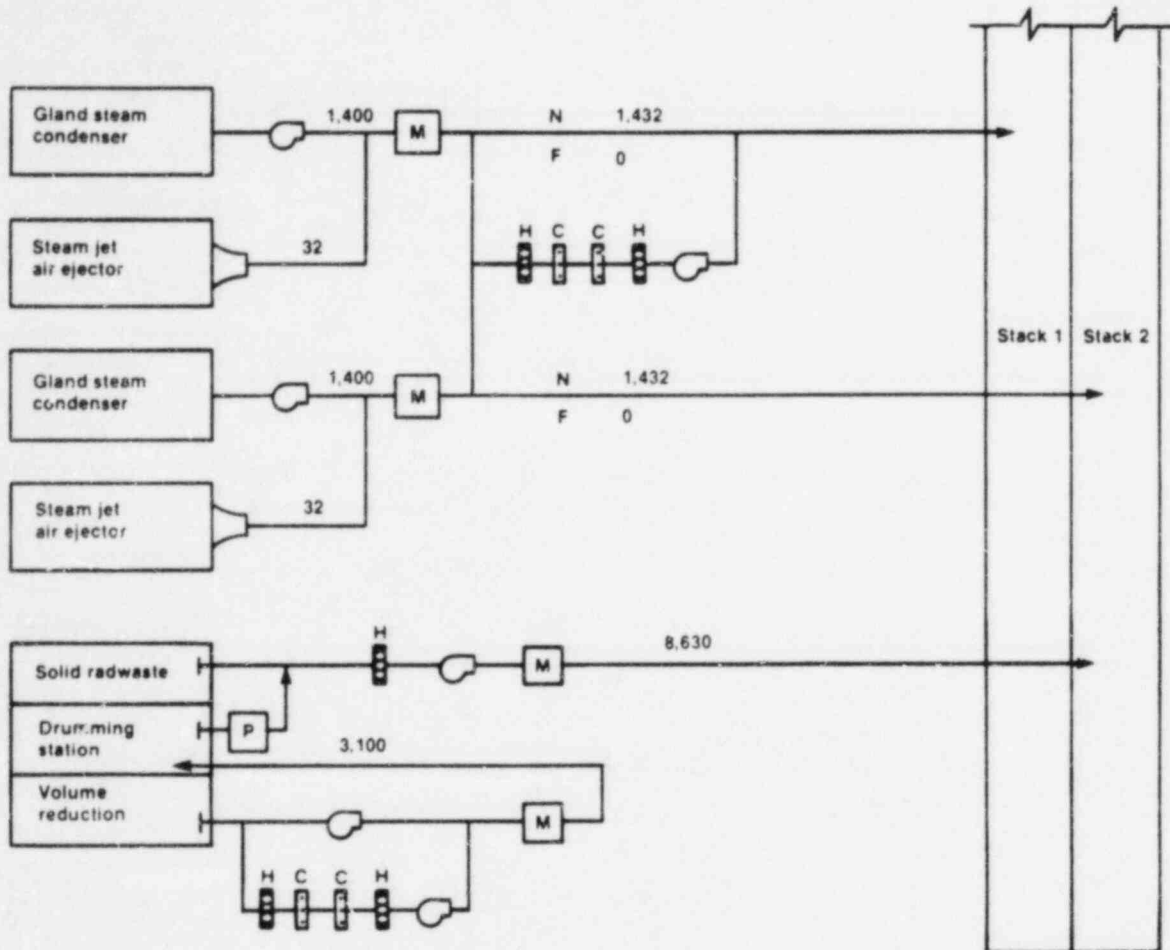 Gland steam
condenser
1,400
M
N 1,432
F 0
Steam jet
air ejector
32
H C C H
Stack 1
Stack 2
Gland steam
condenser
1,400
M
N 1,432
F 0
Steam jet
air ejector
32
Solid radwaste
H
M
8,630
Drumming
station
P
3,100
Volume
reduction
M
H C C H